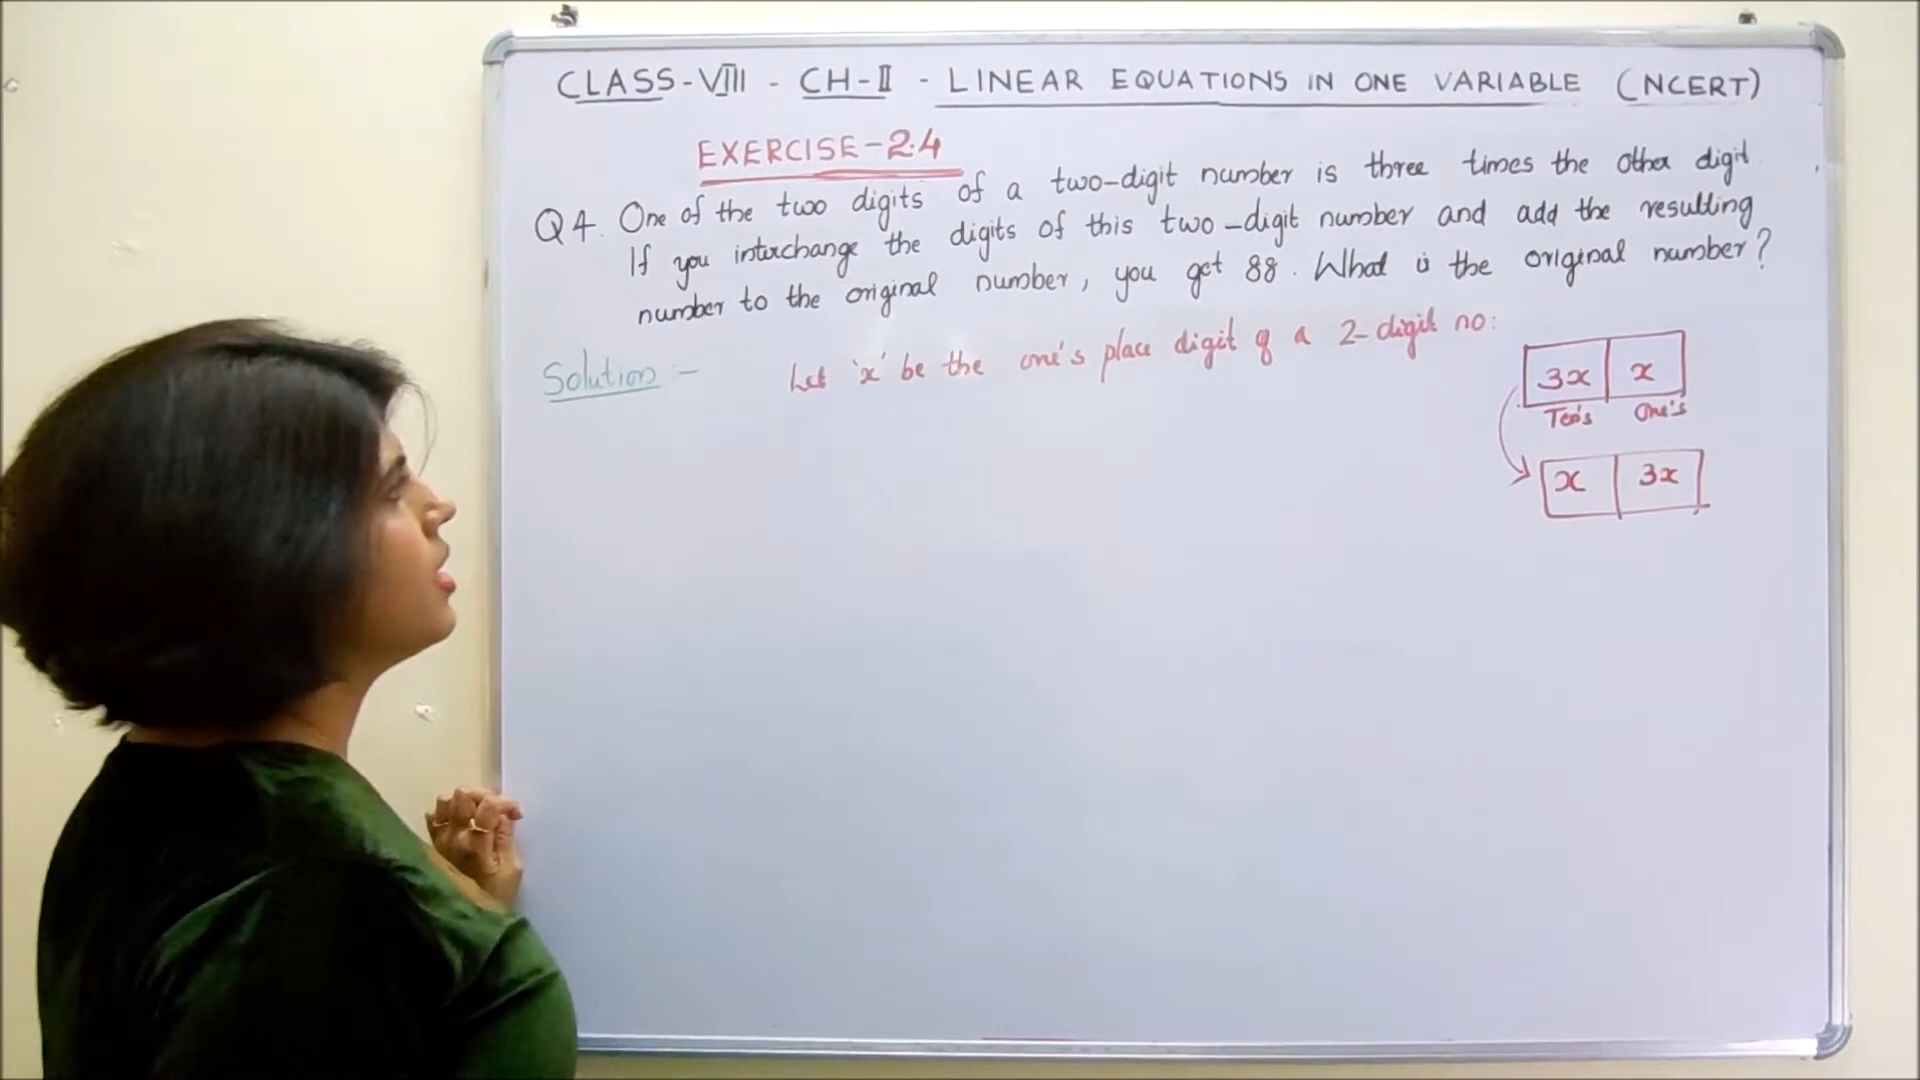 CLASS-VIII - CH-II - LINEAR EQUATIONS IN ONE VARIABLE (NCERT)
EXERCISE-2.4
Q4. One of the two digits of a two-digit number is three times the other digit.
If you interchange the digits of this two-digit number and add the resulting
number to the original number, you get 88. What is the original number?
Solution :- Let 'x' be the one's place digit of a 2-digit no:
3x x
Ten's One's
x 3x